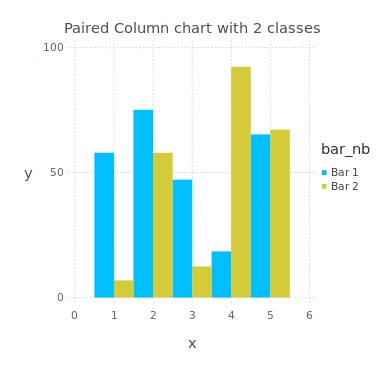 Paired Column chart with 2 classes
100
50
0
y
0 1 2 3 4 5 6
x
bar_nb
Bar 1
Bar 2